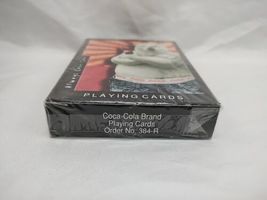 PLAYING CARDS
Coca-Cola Brand
Playing Cards
Order No. 384-R